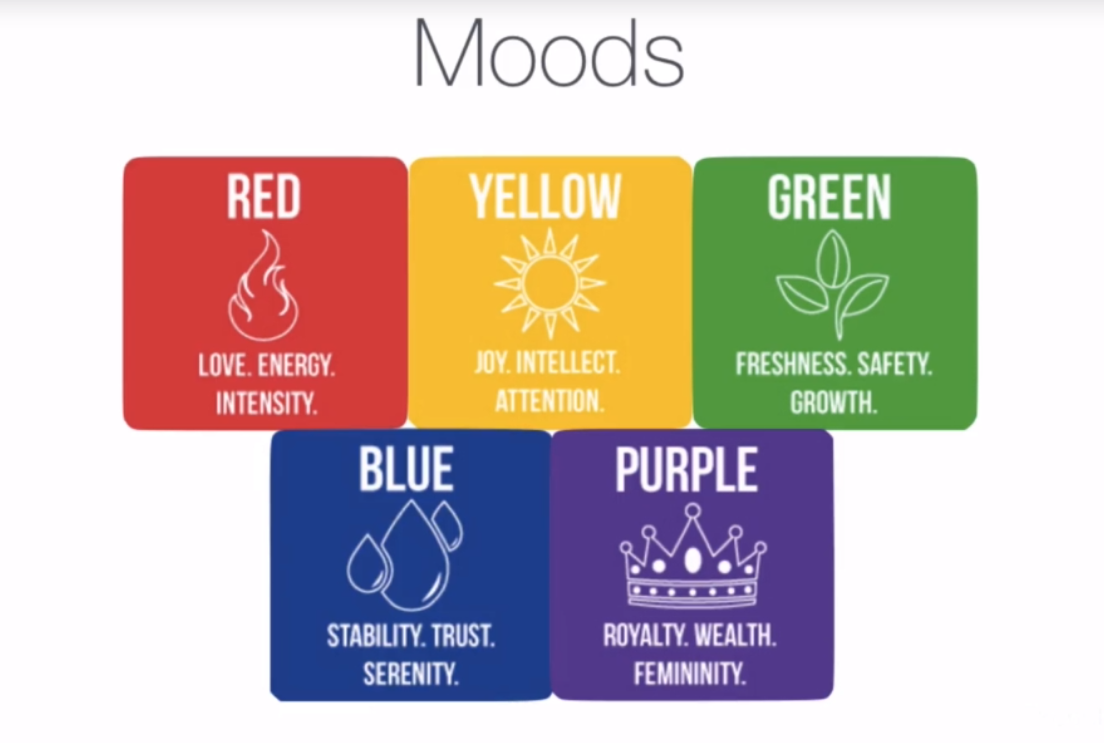 Moods
RED
LOVE. ENERGY.
INTENSITY.
YELLOW
JOY. INTELLECT.
ATTENTION.
GREEN
FRESHNESS. SAFETY.
GROWTH.
BLUE
STABILITY. TRUST.
SERENITY.
PURPLE
ROYALTY. WEALTH.
FEMININITY.